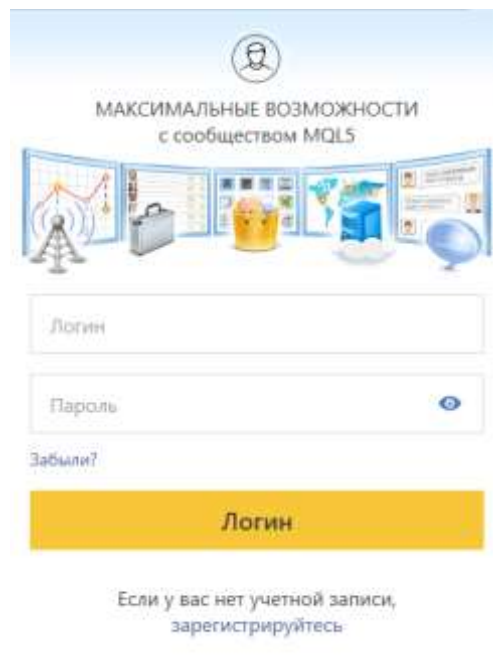 МАКСИМАЛЬНЫЕ ВОЗМОЖНОСТИ
с сообществом MQL5
Логин
Пароль
Забыли?
Логин
Если у вас нет учетной записи,
зарегистрируйтесь